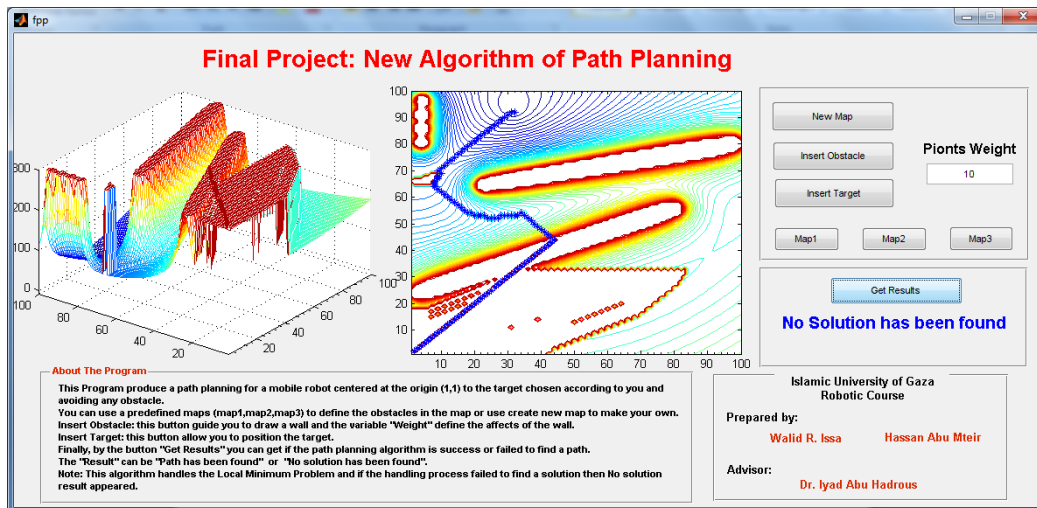 fpp
Final Project: New Algorithm of Path Planning
300
200
100
0
100
80
60
40
20
20
40
60
80
100
100
90
80
70
60
50
40
30
20
10
10 20 30 40 50 60 70 80 90 100
New Map
Insert Obstacle
Insert Target
Pionts Weight
10
Map1 Map2 Map3
Get Results
No Solution has been found
About The Program
This Program produce a path planning for a mobile robot centered at the origin (1,1) to the target chosen according to you and
avoiding any obstacle.
You can use a predefined maps (map1,map2,map3) to define the obstacles in the map or use create new map to make your own.
Insert Obstacle: this button guide you to draw a wall and the variable "Weight" define the affects of the wall.
Insert Target: this button allow you to position the target.
Finally, by the button "Get Results" you can get if the path planning algorithm is success or failed to find a path.
The "Result" can be "Path has been found" or "No solution has been found".
Note: This algorithm handles the Local Minimum Problem and if the handling process failed to find a solution then No solution
result appeared.
Islamic University of Gaza
Robotic Course
Prepared by:
Walid R. Issa Hassan Abu Mteir
Advisor:
Dr. Iyad Abu Hadrous